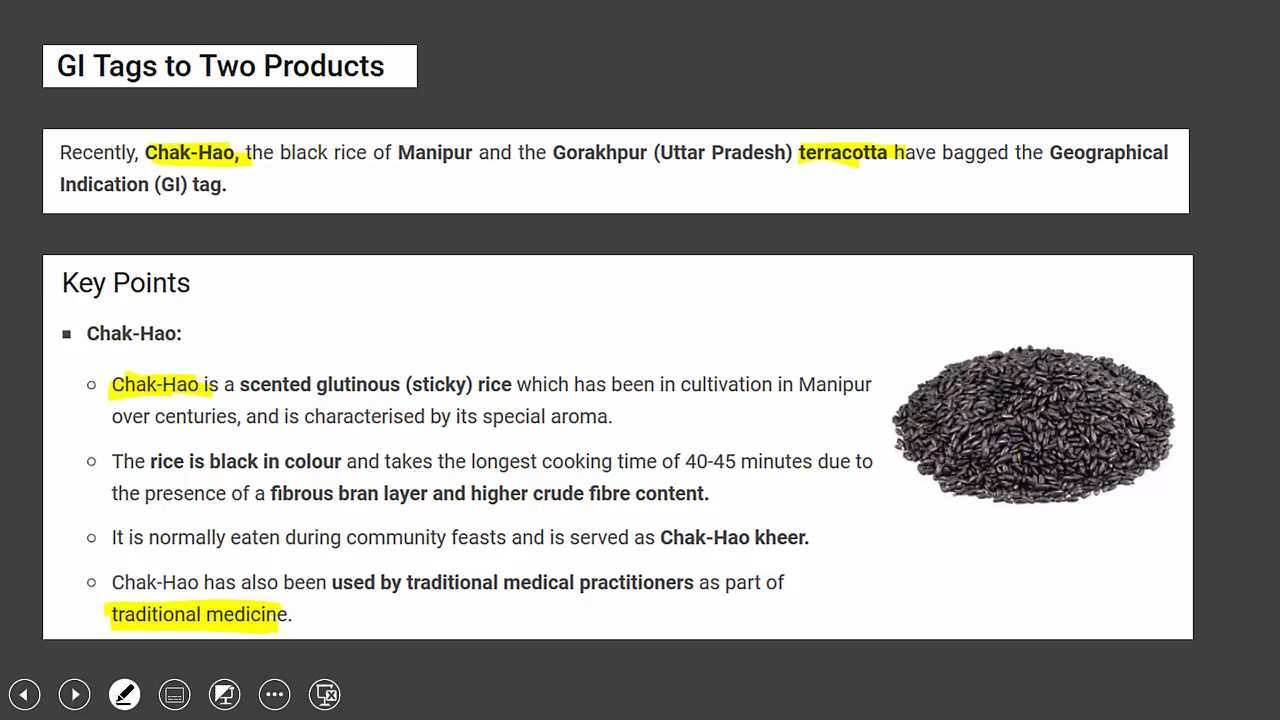 GI Tags to Two Products
Recently, Chak-Hao, the black rice of Manipur and the Gorakhpur (Uttar Pradesh) terracotta have bagged the Geographical
Indication (GI) tag.
Key Points
▪ Chak-Hao:
○ Chak-Hao is a scented glutinous (sticky) rice which has been in cultivation in Manipur
over centuries, and is characterised by its special aroma.
○ The rice is black in colour and takes the longest cooking time of 40-45 minutes due to
the presence of a fibrous bran layer and higher crude fibre content.
○ It is normally eaten during community feasts and is served as Chak-Hao kheer.
○ Chak-Hao has also been used by traditional medical practitioners as part of
traditional medicine.